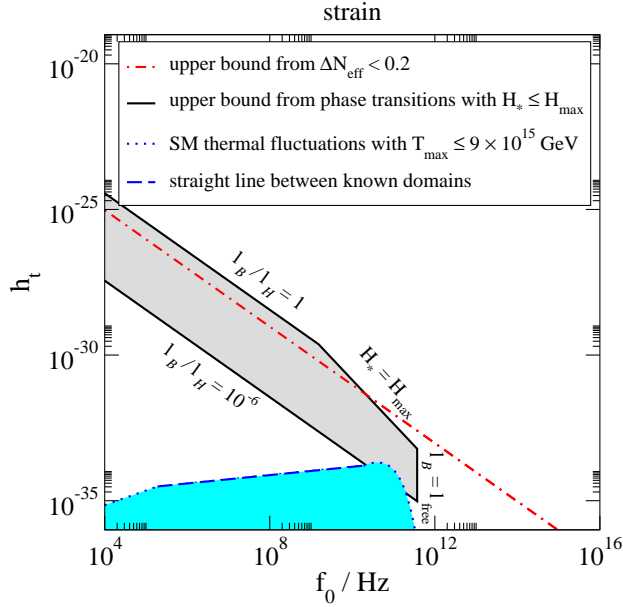 strain
upper bound from ΔN_eff < 0.2
upper bound from phase transitions with H_* ≤ H_max
SM thermal fluctuations with T_max ≤ 9 × 10^15 GeV
straight line between known domains
10^-20
10^-25
10^-30
10^-35
h_t
l_B / l_H = 1
l_B / l_H = 10^-6
H_* = H_max
l_B = l_free
10^4
10^8
10^12
10^16
f_0 / Hz